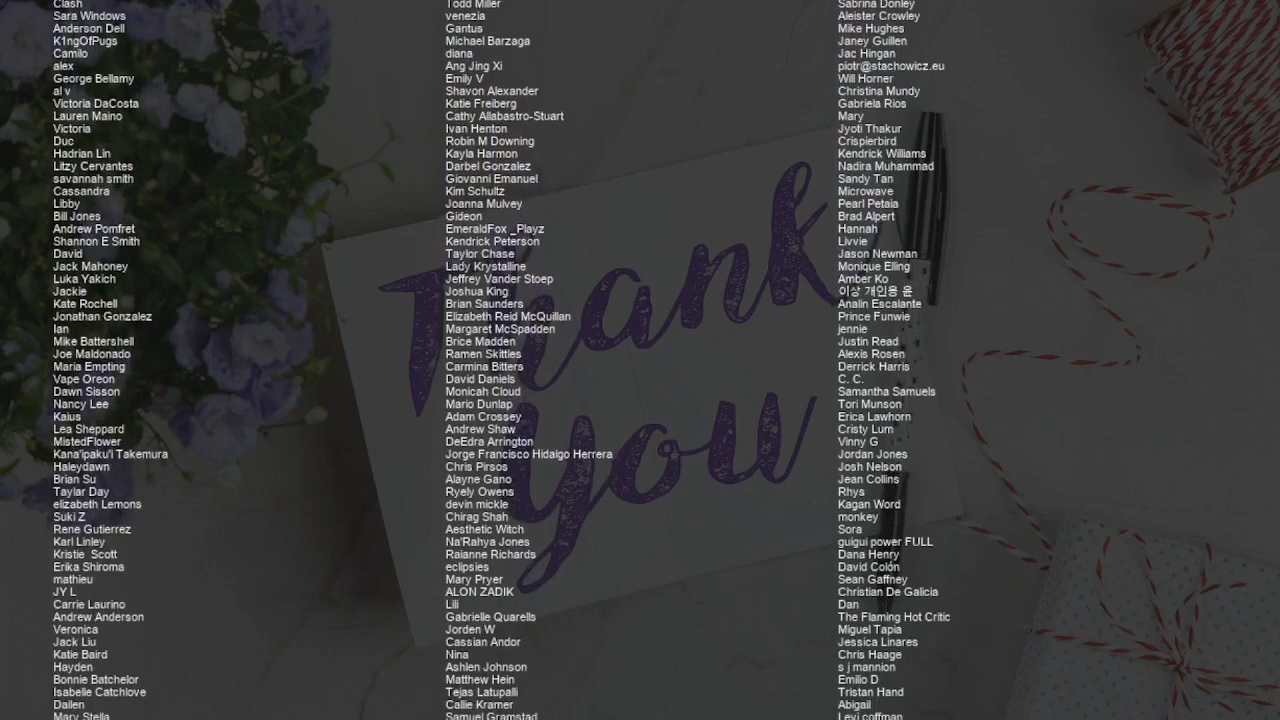 Clash
Sara Windows
Anderson Dell
K1ngOfPugs
Camilo
alex
George Bellamy
al v
Victoria DaCosta
Lauren Maino
Victoria
Duc
Hadrian Lin
Litzy Cervantes
savannah smith
Cassandra
Libby
Bill Jones
Andrew Pomfret
Shannon E Smith
David
Jack Mahoney
Luka Yakich
Jackie
Kate Rochell
Jonathan Gonzalez
Ian
Mike Battershell
Joe Maldonado
Maria Empting
Vape Oreon
Dawn Sisson
Nancy Lee
Kaius
Lea Sheppard
MistedFlower
Kana'ipaku'i Takemura
Haleydawn
Brian Su
Taylar Day
elizabeth Lemons
Suki Z
Rene Gutierrez
Karl Linley
Kristie Scott
Erika Shiroma
mathieu
JY L
Carrie Laurino
Andrew Anderson
Veronica
Jack Liu
Katie Baird
Hayden
Bonnie Batchelor
Isabelle Catchlove
Dailen
Mary Stella
Todd Miller
venezia
Gantus
Michael Barzaga
diana
Ang Jing Xi
Emily V
Shavon Alexander
Katie Freiberg
Cathy Allabastro-Stuart
Ivan Henton
Robin M Downing
Kayla Harmon
Darbel Gonzalez
Giovanni Emanuel
Kim Schultz
Joanna Mulvey
Gideon
EmeraldFox _Playz
Kendrick Peterson
Taylor Chase
Lady Krystalline
Jeffrey Vander Stoep
Joshua King
Brian Saunders
Elizabeth Reid McQuillan
Margaret McSpadden
Brice Madden
Ramen Skittles
Carmina Bitters
David Daniels
Monicah Cloud
Mario Dunlap
Adam Crossey
Andrew Shaw
DeEdra Arrington
Jorge Francisco Hidalgo Herrera
Chris Pirsos
Alayne Gano
Ryely Owens
devin mickle
Chirag Shah
Aesthetic Witch
Na'Rahya Jones
Raianne Richards
eclipsies
Mary Pryer
ALON ZADIK
Lili
Gabrielle Quarells
Jorden W
Cassian Andor
Nina
Ashlen Johnson
Matthew Hein
Tejas Latupalli
Callie Kramer
Samuel Gramstad
Sabrina Donley
Aleister Crowley
Mike Hughes
Janey Guillen
Jac Hingan
piotr@stachowicz.eu
Will Horner
Christina Mundy
Gabriela Rios
Mary
Jyoti Thakur
Crispierbird
Kendrick Williams
Nadira Muhammad
Sandy Tan
Microwave
Pearl Petaia
Brad Alpert
Hannah
Livvie
Jason Newman
Monique Eling
Amber Ko
이상 개인용 윤
Analin Escalante
Prince Funwie
jennie
Justin Read
Alexis Rosen
Derrick Harris
C. C.
Samantha Samuels
Tori Munson
Erica Lawhorn
Cristy Lum
Vinny G
Jordan Jones
Josh Nelson
Jean Collins
Rhys
Kagan Word
monkey
Sora
guigui power FULL
Dana Henry
David Colón
Sean Gaffney
Christian De Galicia
Dan
The Flaming Hot Critic
Miguel Tapia
Jessica Linares
Chris Haage
s j mannion
Emilio D
Tristan Hand
Abigail
Levi coffman
Thank
you